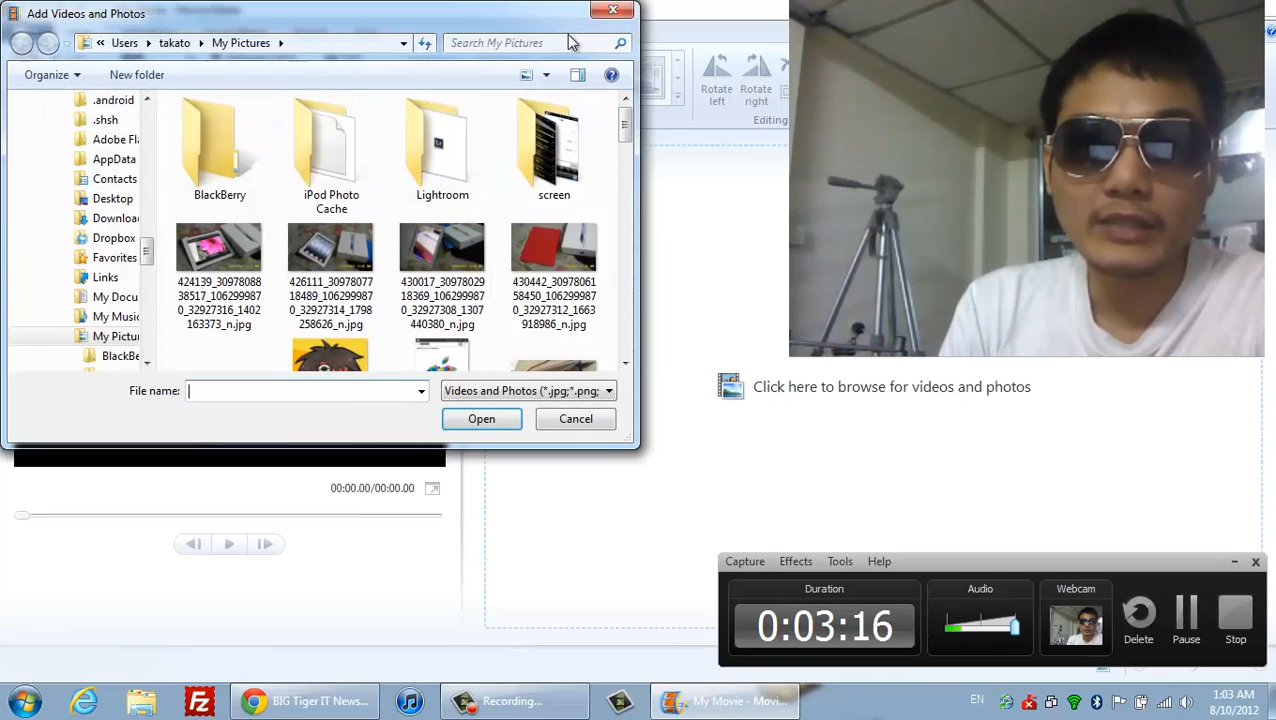 Add Videos and Photos
« Users takato My Pictures
Search My Pictures
Organize
New folder
Rotate left
Rotate right
Editing
.android
.shsh
Adobe Fl
AppData
Contacts
Desktop
Downloa
Dropbox
Favorites
Links
My Docu
My Music
My Pictur
BlackBe
BlackBerry
iPod Photo Cache
Lightroom
screen
424139_30978088
38517_106299987
0_32927316_1402
163373_n.jpg
426111_30978077
18489_106299987
0_32927314_1798
258626_n.jpg
430017_30978029
18369_106299987
0_32927308_1307
440380_n.jpg
430442_30978061
58450_106299987
0_32927312_1663
918986_n.jpg
File name:
Videos and Photos (*.jpg;*.png;
Open
Cancel
Click here to browse for videos and photos
00:00.00/00:00.00
Capture Effects Tools Help
Duration
0:03:16
Audio
Webcam
Delete
Pause
Stop
BIG Tiger IT News...
Recording...
My Movie - Movi...
EN
1:03 AM
8/10/2012